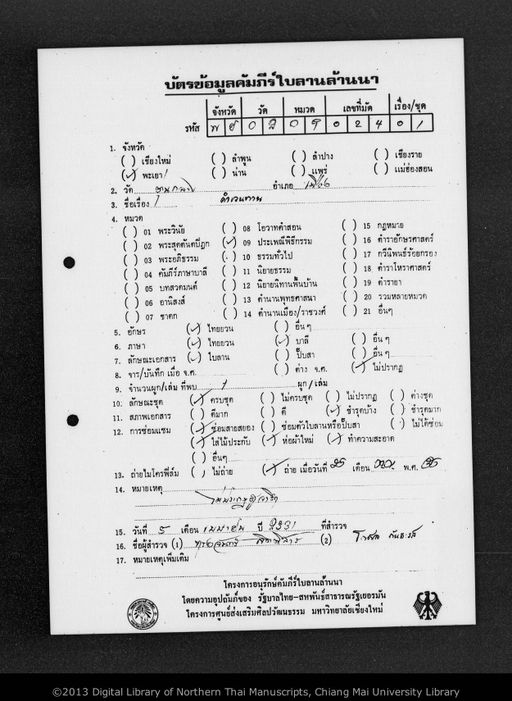 บัตรข้อมูลคัมภีร์ใบลานล้านนา
จังหวัด วัด หมวด เลขที่มัด เรื่อง/ชุด
รหัส พ ย 0 2 0 9 0 2 4 0 1
1. จังหวัด
( ) เชียงใหม่ ( ) ลำพูน ( ) ลำปาง ( ) เชียงราย
(✓) พะเยา ( ) น่าน ( ) แพร่ ( ) แม่ฮ่องสอน
2. วัด อำเภอ เมือง
3. ชื่อเรื่อง คำเวนทาน
4. หมวด
( ) 01 พระวินัย ( ) 08 โอวาทคำสอน ( ) 15 กฎหมาย
( ) 02 พระสุตตันตปิฎก (✓) 09 ประเพณีพิธีกรรม ( ) 16 ตำราอักษรศาสตร์
( ) 03 พระอภิธรรม ( ) 10 ธรรมทั่วไป ( ) 17 กวีนิพนธ์ร้อยกรอง
( ) 04 คัมภีร์ภาษาบาลี ( ) 11 นิยายธรรม ( ) 18 ตำราโหราศาสตร์
( ) 05 บทสวดมนต์ ( ) 12 นิยายนิทานพื้นบ้าน ( ) 19 ตำรายา
( ) 06 อานิสงส์ ( ) 13 ตำนานพุทธศาสนา ( ) 20 รวมหลายหมวด
( ) 07 ชาดก ( ) 14 ตำนานเมือง/ราชวงศ์ ( ) 21 อื่นๆ
5. อักษร (✓) ไทยยวน ( ) อื่น ๆ
6. ภาษา (✓) ไทยยวน (✓) บาลี ( ) อื่น ๆ
7. ลักษณะเอกสาร (✓) ใบลาน ( ) ปั๊บสา ( ) อื่น ๆ
8. จาร/บันทึก เมื่อ จ.ศ. ( ) ต่าง จ.ศ. (✓) ไม่ปรากฏ
9. จำนวนผูก/เล่ม ที่พบ 1 ผูก/เล่ม
10. ลักษณะชุด (✓) ครบชุด ( ) ไม่ครบชุด ( ) ไม่ปรากฏ ( ) ต่างชุด
11. สภาพเอกสาร ( ) ดีมาก ( ) ดี (✓) ชำรุดบ้าง ( ) ชำรุดมาก
12. การซ่อมแซม (✓) ซ่อมสายสยอง ( ) ซ่อมตัวใบลานหรือปั๊บสา ( ) ไม่ได้ซ่อม
(✓) ใส่ไม้ประกับ (✓) ห่อผ้าใหม่ (✓) ทำความสะอาด
( ) อื่นๆ
13. ถ่ายไมโครฟิล์ม ( ) ไม่ถ่าย (✓) ถ่าย เมื่อวันที่ เดือน พ.ศ.
14. หมายเหตุ
15. วันที่ 5 เดือน เมษายน ปี 2531 ที่สำรวจ
16. ชื่อผู้สำรวจ (1) (2)
17. หมายเหตุเพิ่มเติม
โครงการอนุรักษ์คัมภีร์ใบลานล้านนา
โดยความอุปถัมภ์ของ รัฐบาลไทย-สหพันธ์สาธารณรัฐเยอรมัน
โครงการศูนย์ส่งเสริมศิลปวัฒนธรรม มหาวิทยาลัยเชียงใหม่
©2013 Digital Library of Northern Thai Manuscripts, Chiang Mai University Library